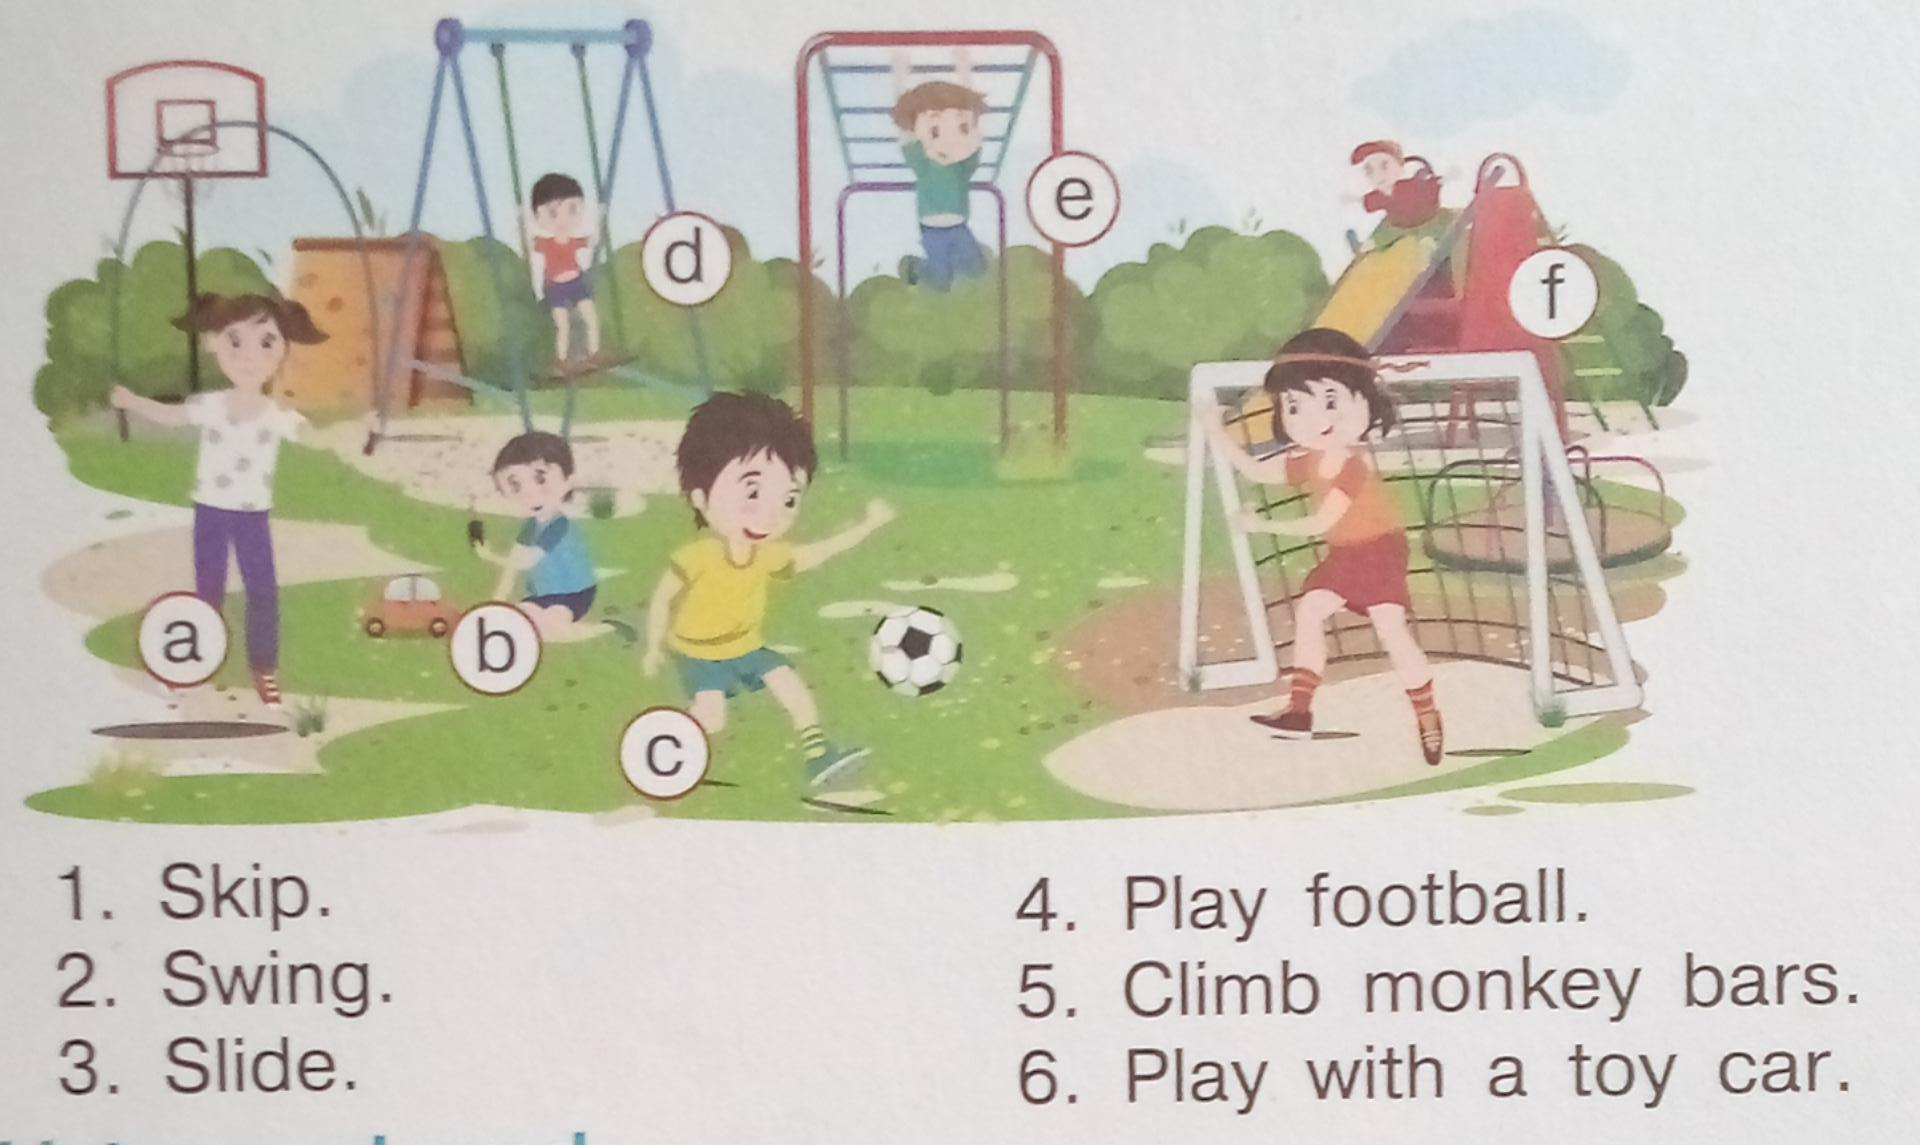 e
d
f
a
b
c
1. Skip.
2. Swing.
3. Slide.
4. Play football.
5. Climb monkey bars.
6. Play with a toy car.